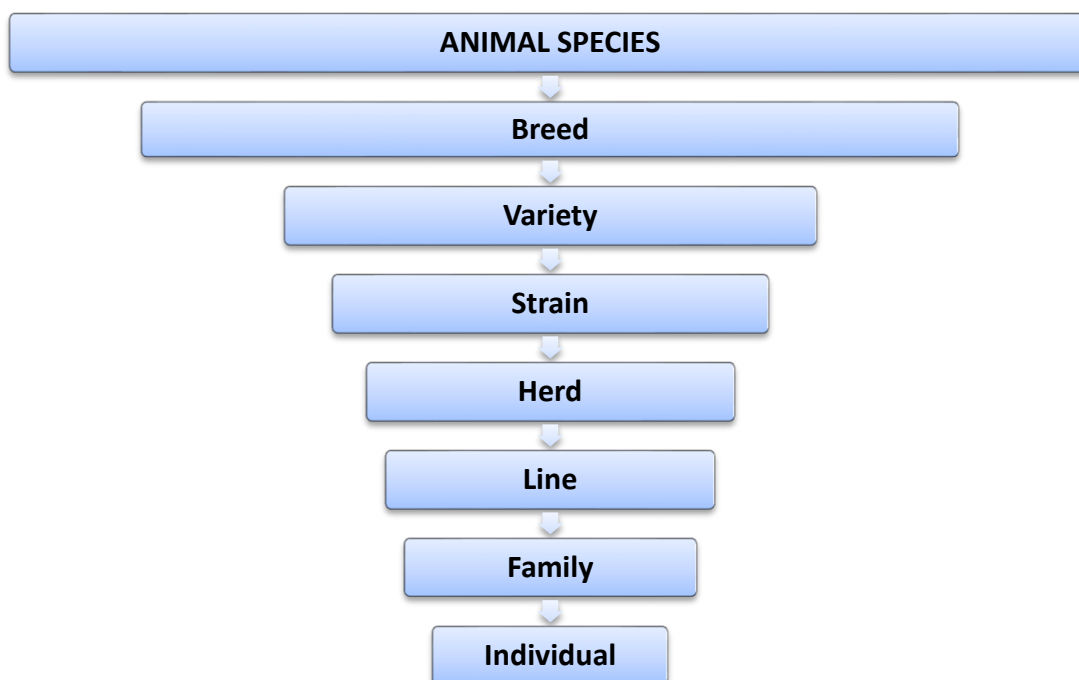 ANIMAL SPECIES
Breed
Variety
Strain
Herd
Line
Family
Individual